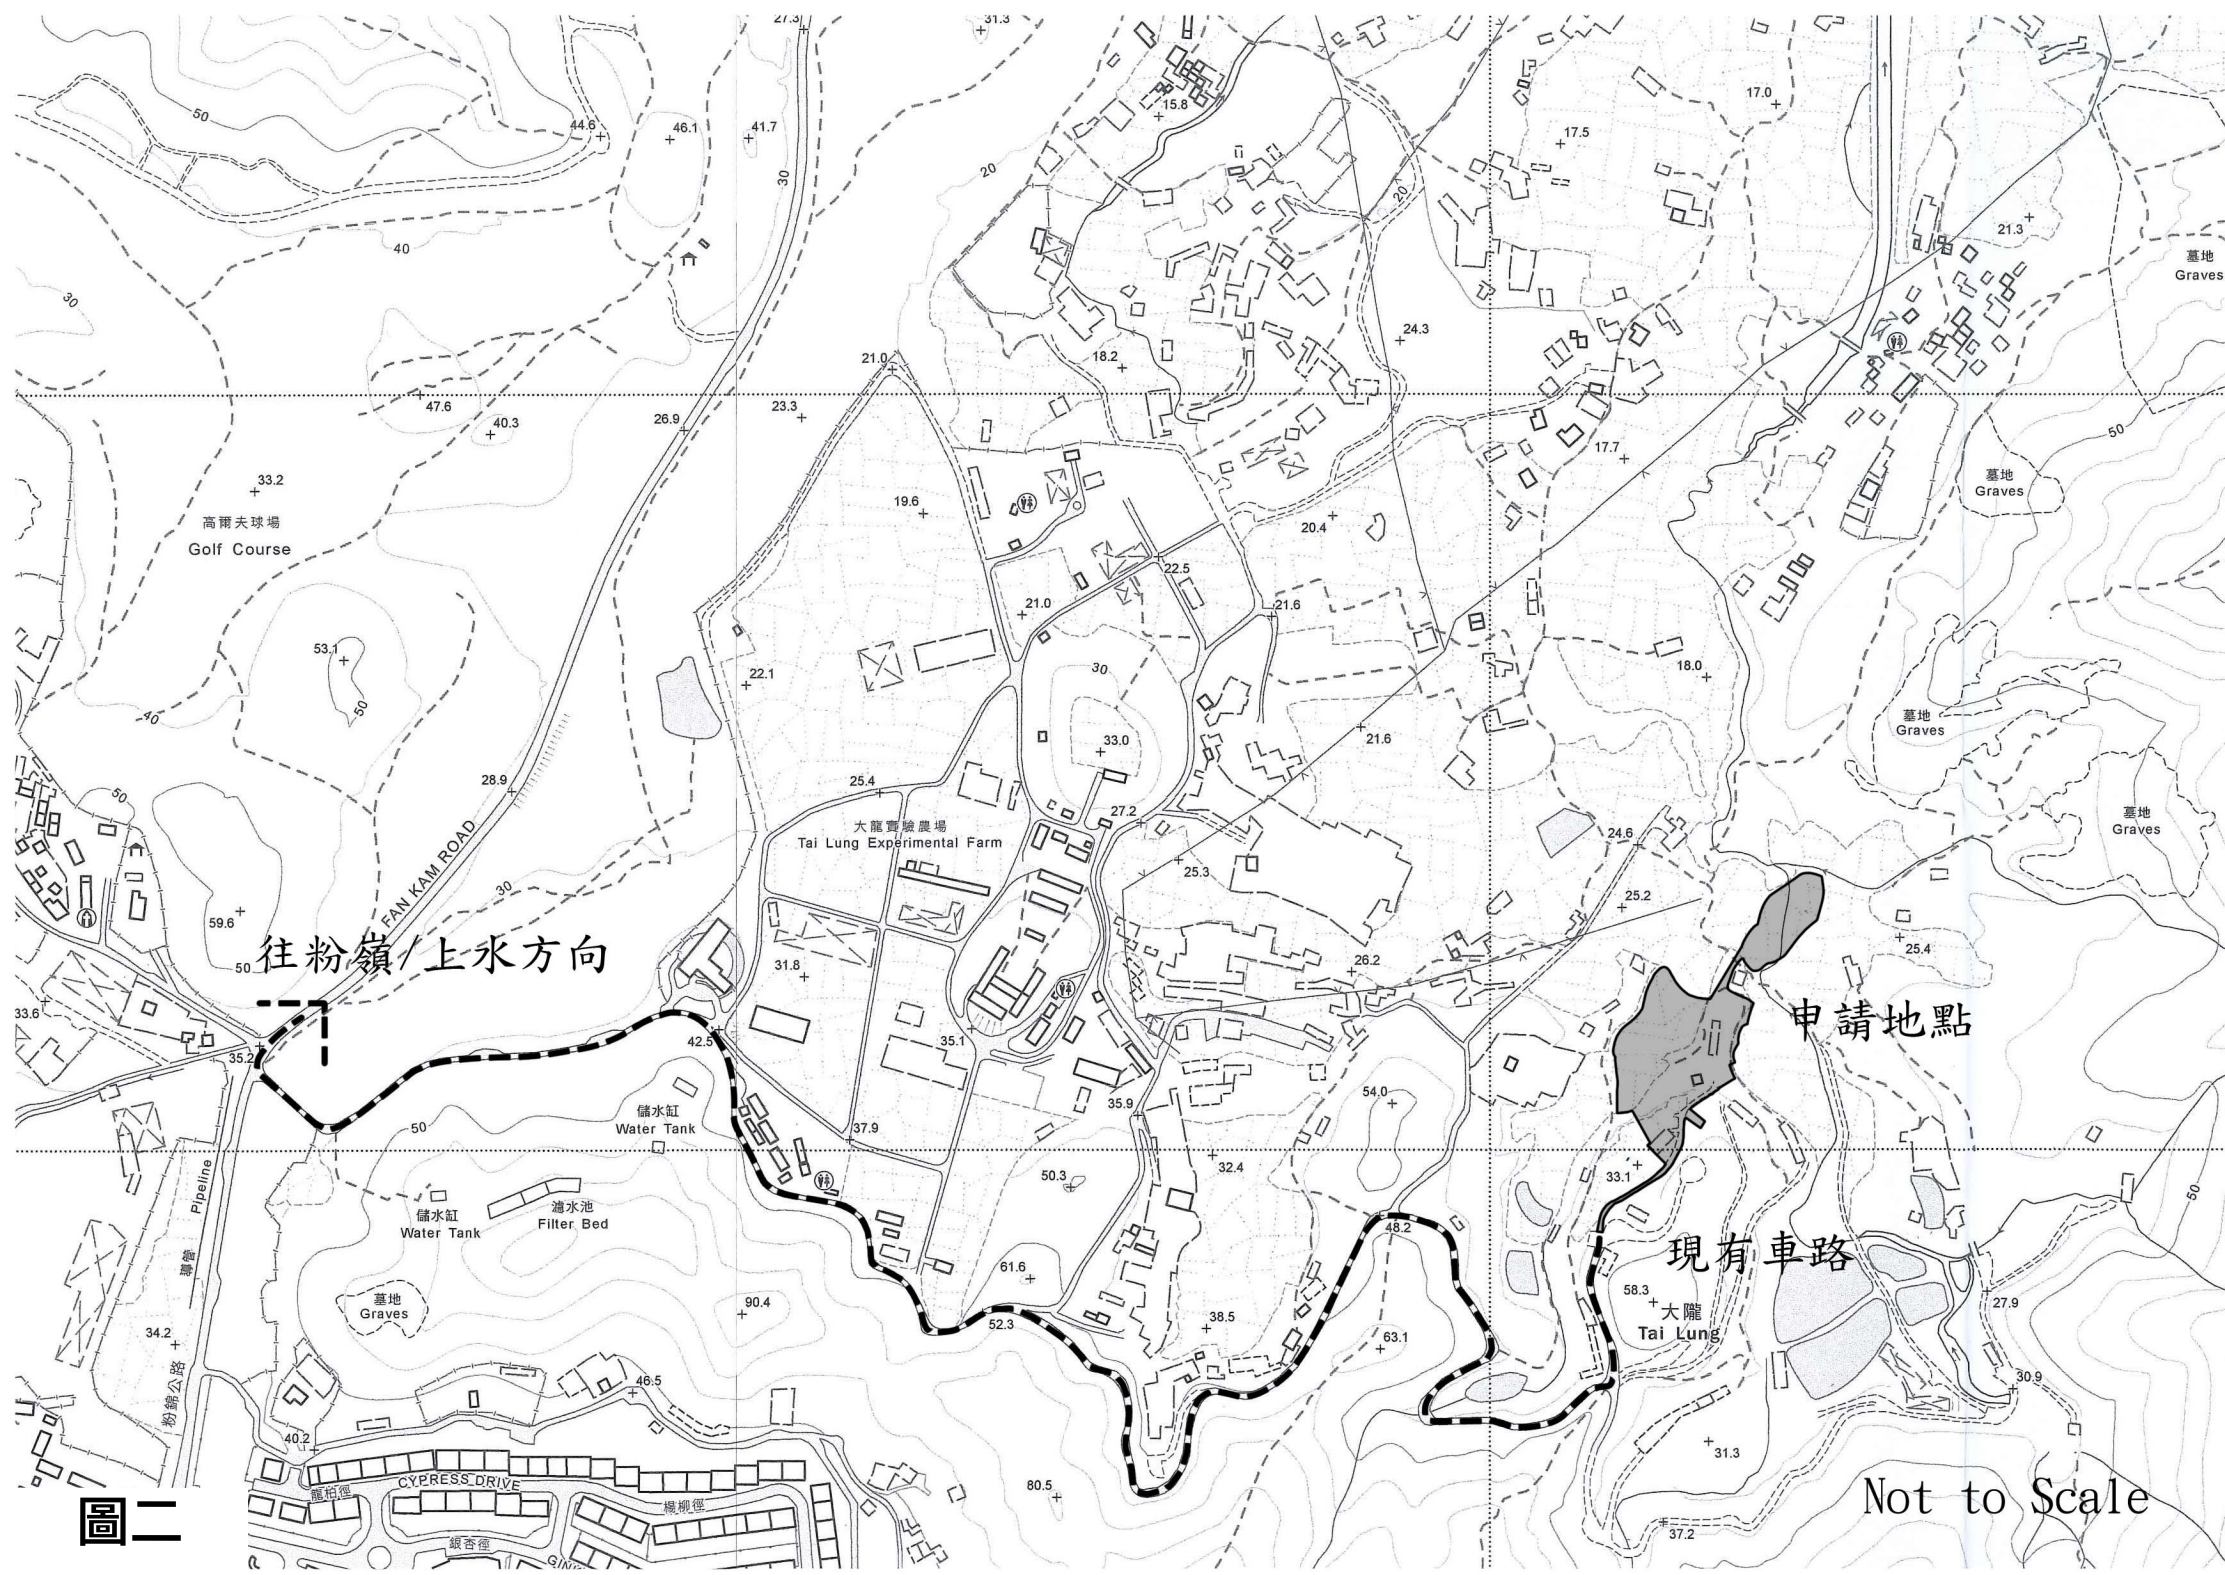 27.3
31.3
50
44.6
46.1
41.7
15.8
17.5
17.0
30
20
20
40
21.3
墓地
Graves
30
24.3
18.2
21.0
47.6
40.3
26.9
23.3
17.7
50
33.2
高爾夫球場
Golf Course
19.6
20.4
墓地
Graves
22.5
21.0
21.6
53.1
50
22.1
30
18.0
40
33.0
21.6
墓地
Graves
28.9
25.4
50
27.2
大龍實驗農場
Tai Lung Experimental Farm
24.6
墓地
Graves
FAN KAM ROAD
30
25.3
25.2
59.6
50
往粉嶺/上水方向
31.8
26.2
25.4
33.6
申請地點
35.2
42.5
35.1
54.0
儲水缸
Water Tank
50
37.9
35.9
32.4
33.1
Pipeline
導管
50.3
儲水缸
Water Tank
濾水池
Filter Bed
48.2
50
現有車路
61.6
墓地
Graves
90.4
58.3
大隴
Tai Lung
27.9
34.2
52.3
38.5
63.1
粉錦公路
46.5
30.9
40.2
31.3
CYPRESS DRIVE
龍柏徑
楊柳徑
80.5
Not to Scale
圖二
37.2
銀杏徑